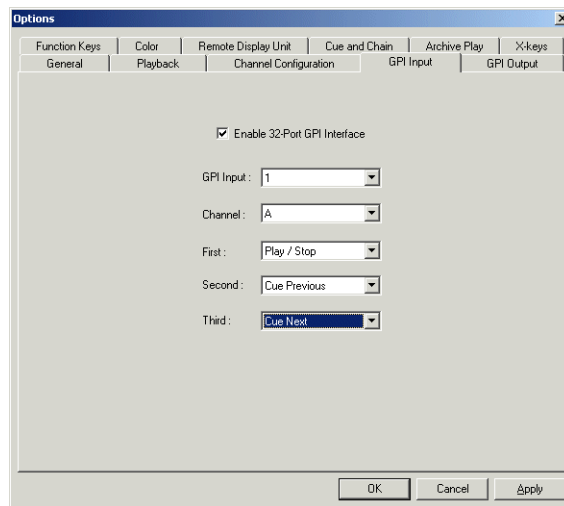 Options
Function Keys Color Remote Display Unit Cue and Chain Archive Play X-keys
General Playback Channel Configuration GPI Input GPI Output
Enable 32-Port GPI Interface
GPI Input : 1
Channel : A
First : Play / Stop
Second : Cue Previous
Third : Cue Next
OK Cancel Apply